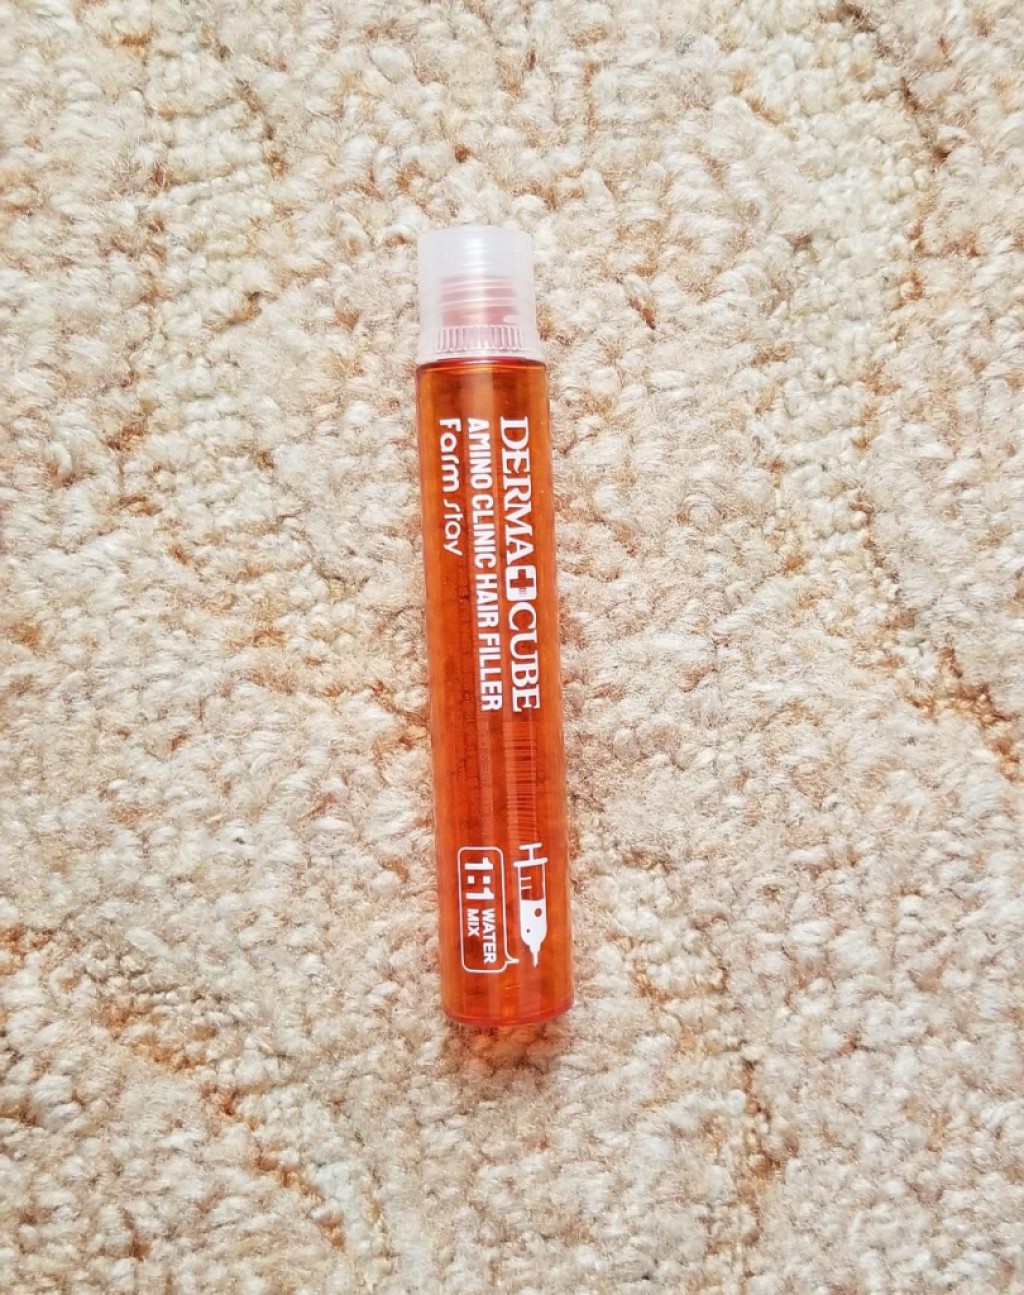 DERMA CUBE
AMINO CLINIC HAIR FILLER
Farm stay
1:1 WATER
MIX